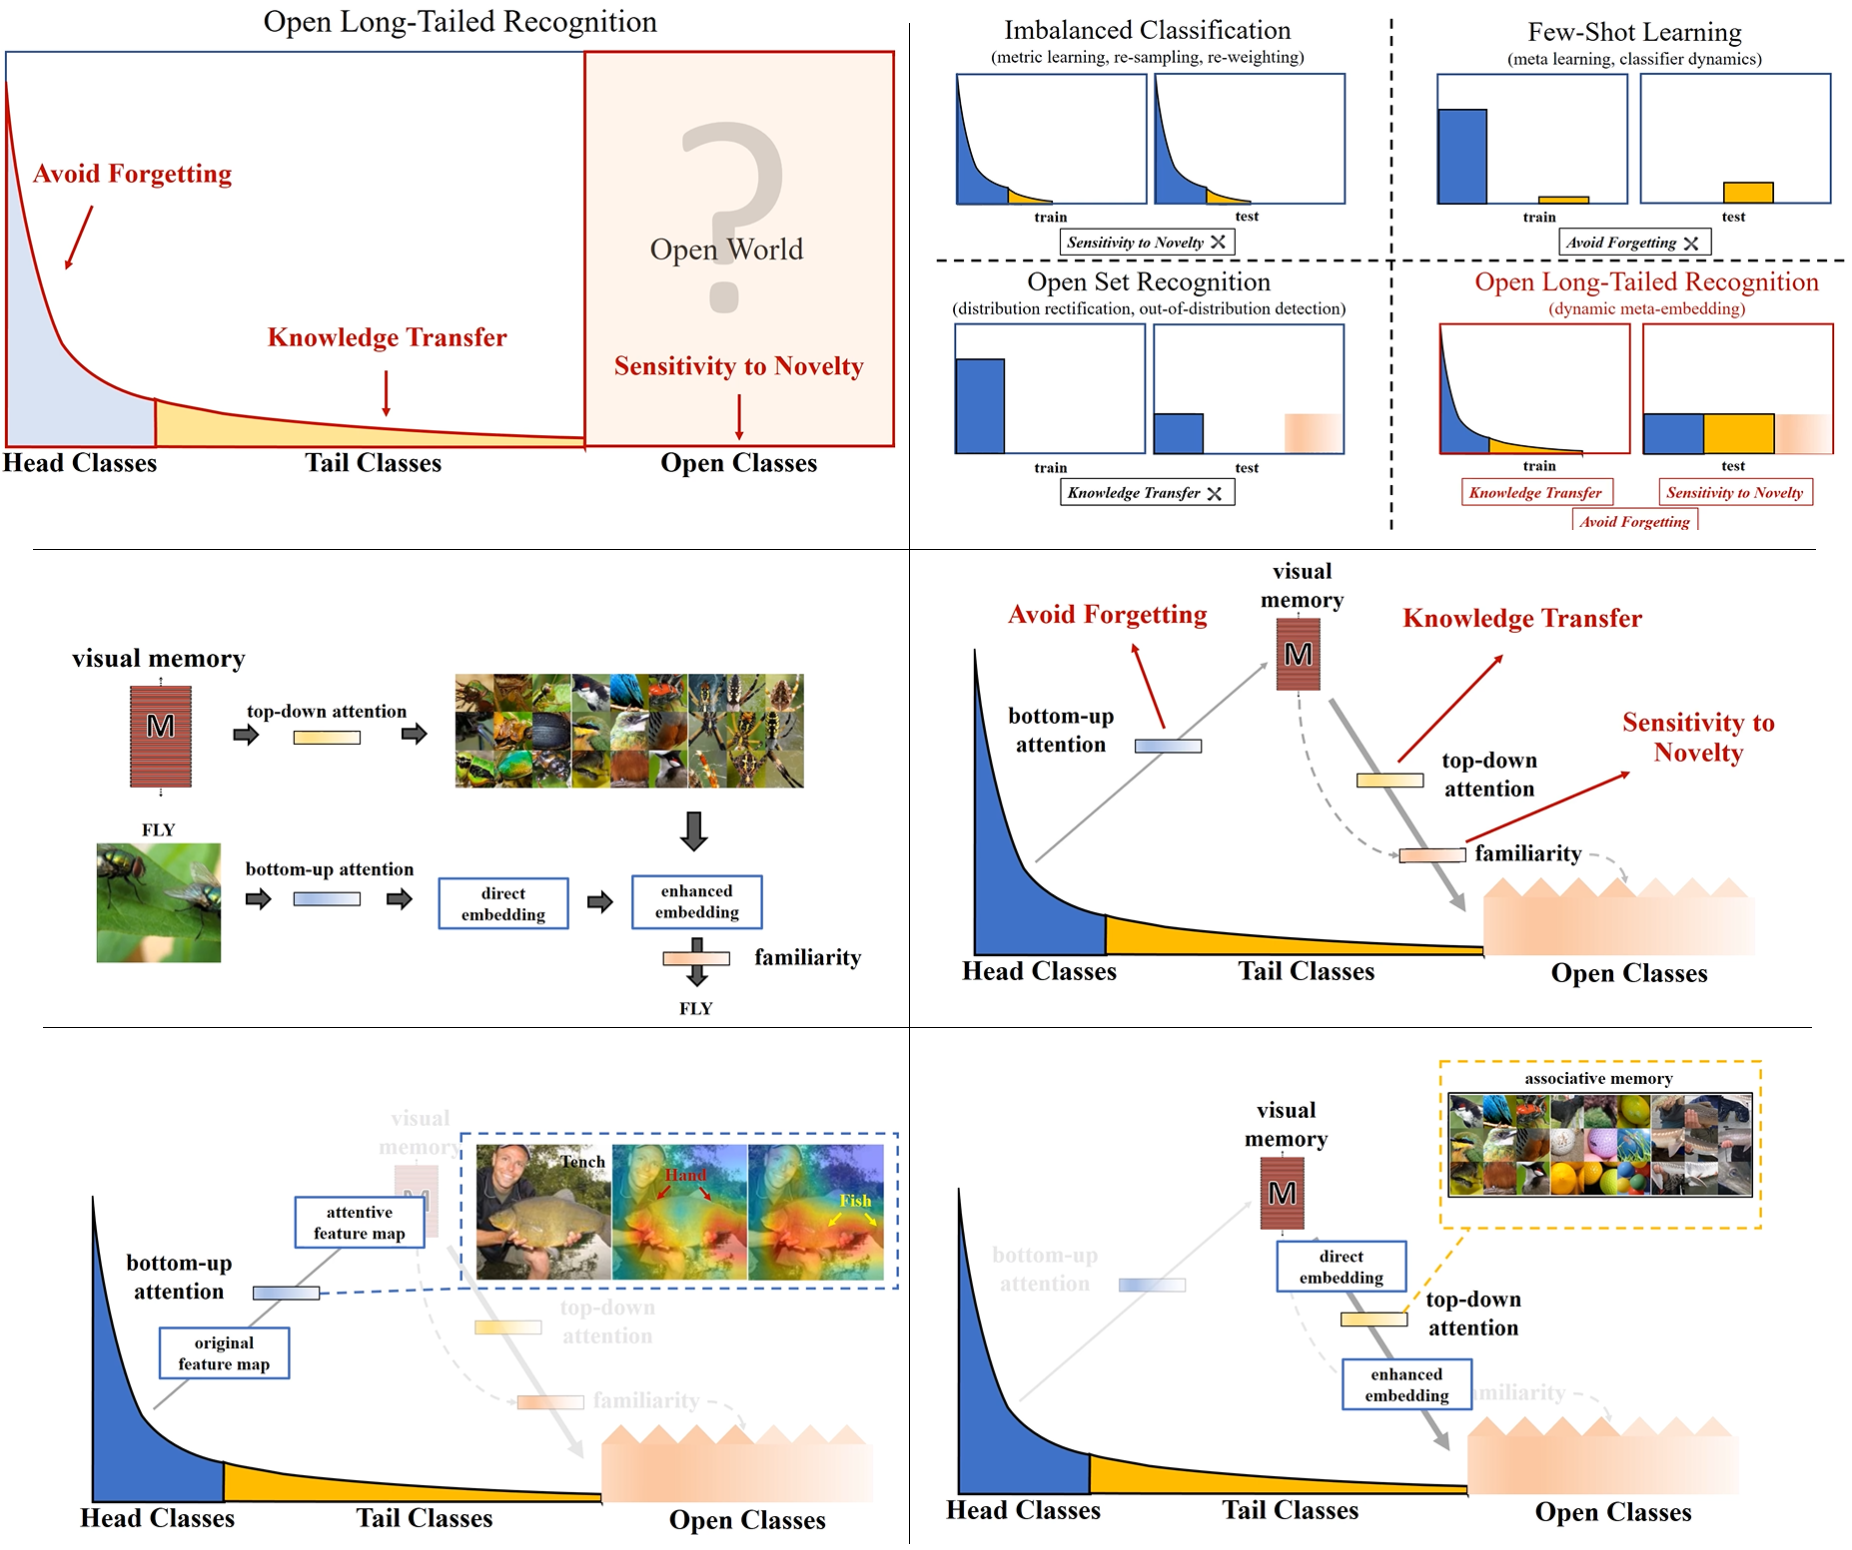 Open Long-Tailed Recognition
Avoid Forgetting
Open World
Knowledge Transfer
Sensitivity to Novelty
Head Classes
Tail Classes
Open Classes
Imbalanced Classification
(metric learning, re-sampling, re-weighting)
train
test
Sensitivity to Novelty
Few-Shot Learning
(meta learning, classifier dynamics)
train
test
Avoid Forgetting
Open Set Recognition
(distribution rectification, out-of-distribution detection)
train
test
Knowledge Transfer
Open Long-Tailed Recognition
(dynamic meta-embedding)
train
test
Knowledge Transfer
Sensitivity to Novelty
Avoid Forgetting
visual memory
M
top-down attention
FLY
bottom-up attention
direct
embedding
enhanced
embedding
familiarity
FLY
visual
memory
M
Avoid Forgetting
Knowledge Transfer
bottom-up
attention
Sensitivity to
Novelty
top-down
attention
familiarity
Head Classes
Tail Classes
Open Classes
visual
memory
M
attentive
feature map
Tench
Hand
Fish
bottom-up
attention
original
feature map
top-down
attention
familiarity
Head Classes
Tail Classes
Open Classes
associative memory
visual
memory
M
bottom-up
attention
direct
embedding
top-down
attention
enhanced
embedding
miliarity
Head Classes
Tail Classes
Open Classes